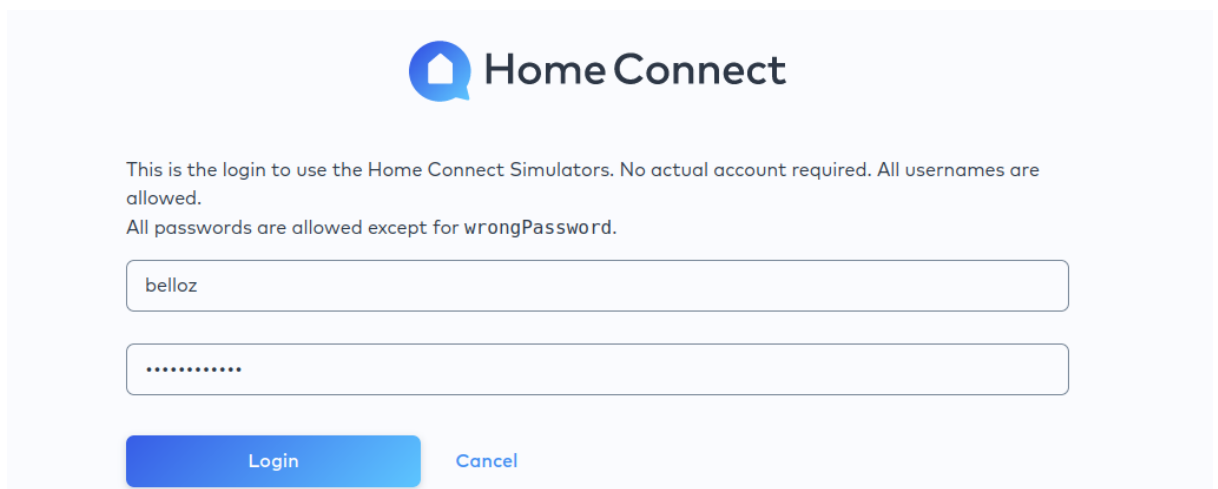 Home Connect
This is the login to use the Home Connect Simulators. No actual account required. All usernames are
allowed.
All passwords are allowed except for wrongPassword.
belloz
••••••••••••
Login Cancel